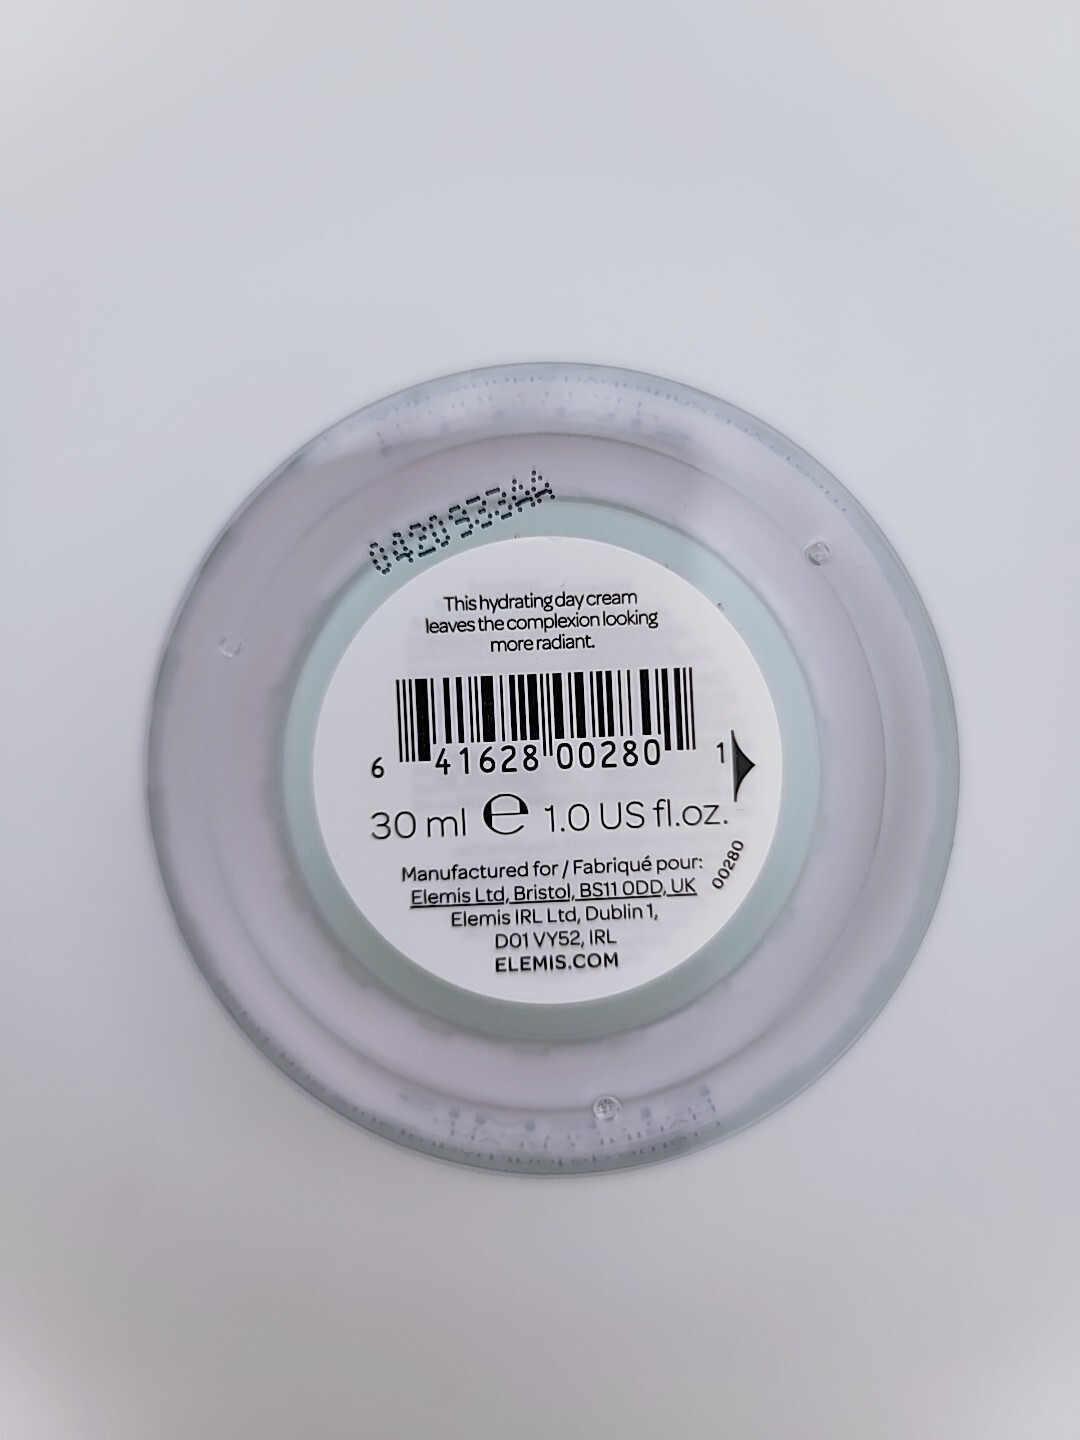 0420533AA
This hydrating day cream
leaves the complexion looking
more radiant.
6 41628 00280 1
30 ml e 1.0 US fl.oz.
00280
Manufactured for / Fabriqué pour:
Elemis Ltd, Bristol, BS11 0DD, UK
Elemis IRL Ltd, Dublin 1,
D01 VY52, IRL
ELEMIS.COM